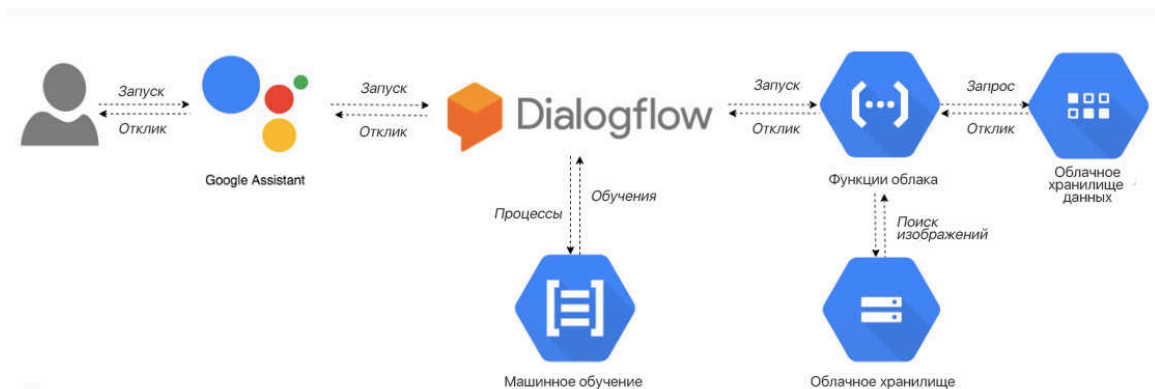 Запуск
Отклик
Google Assistant
Запуск
Отклик
Dialogflow
Запуск
Отклик
Функции облака
Запрос
Отклик
Облачное
хранилище
данных
Процессы
Обучения
Поиск
изображений
Машинное обучение
Облачное хранилище